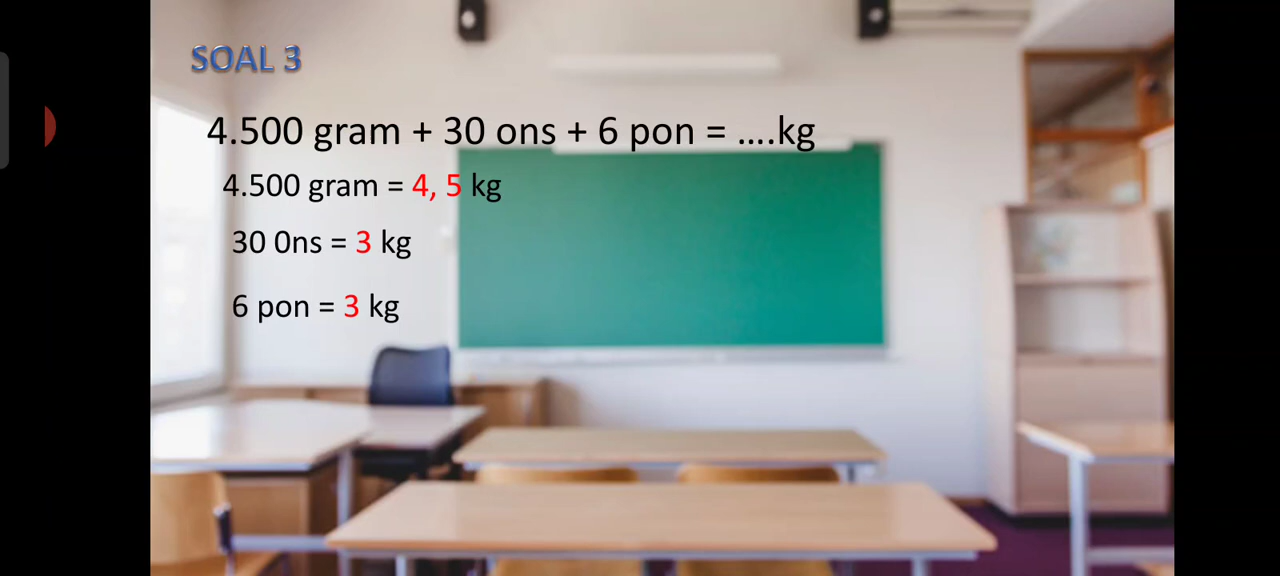 SOAL 3
4.500 gram + 30 ons + 6 pon = ....kg
4.500 gram = 4, 5 kg
30 0ns = 3 kg
6 pon = 3 kg